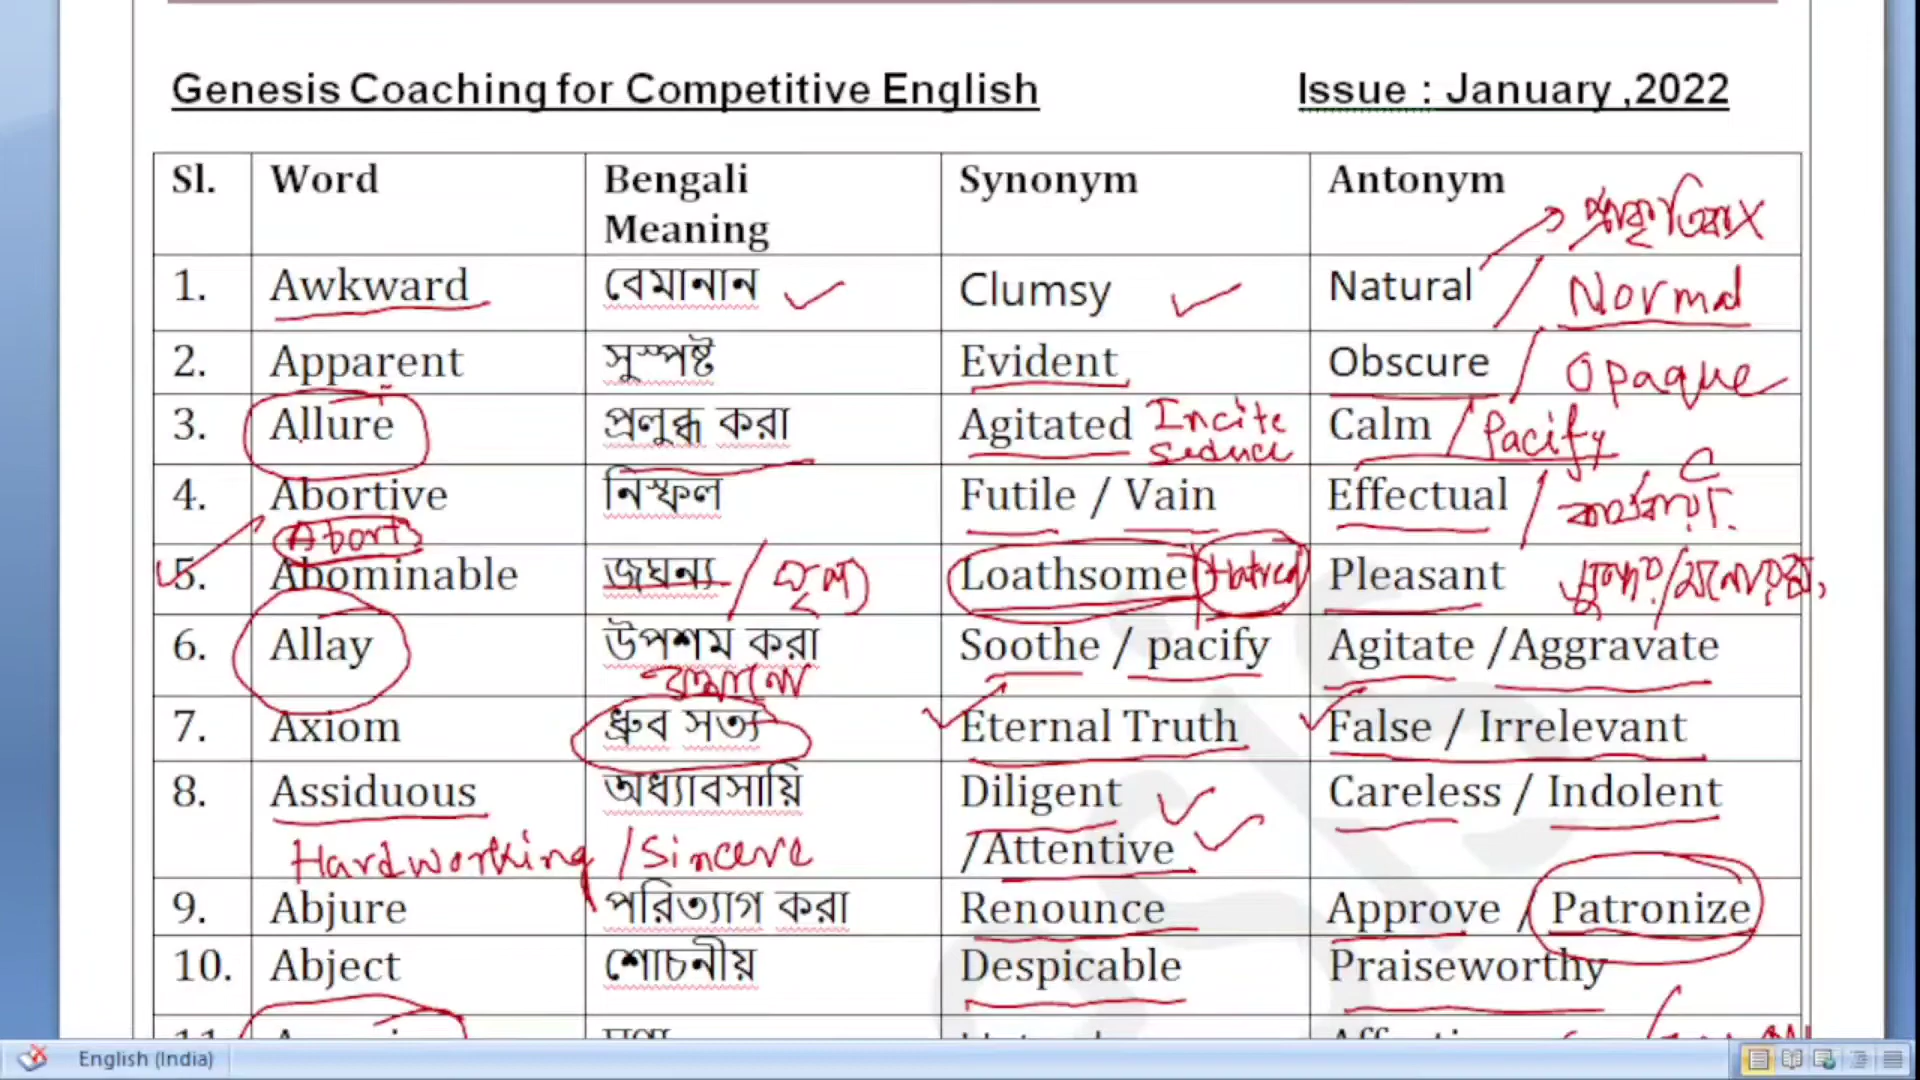 Genesis Coaching for Competitive English Issue : January ,2022
Sl. Word Bengali Meaning Synonym Antonym
1. Awkward বেমানান Clumsy Natural / Normal
2. Apparent সুস্পষ্ট Evident Obscure / Opaque
3. Allure প্রলুব্ধ করা Agitated Incite Seduce Calm / Pacify
4. Abortive নিস্ফল Futile / Vain Effectual /
Abort
5. Abominable জঘন্য / Loathsome Hatred Pleasant
6. Allay উপশম করা Soothe / pacify Agitate /Aggravate
7. Axiom ধ্রুব সত্য Eternal Truth False / Irrelevant
8. Assiduous অধ্যাবসায়ি Diligent Careless / Indolent
Hardworking /Sincere /Attentive
9. Abjure পরিত্যাগ করা Renounce Approve / Patronize
10. Abject শোচনীয় Despicable Praiseworthy
English (India)